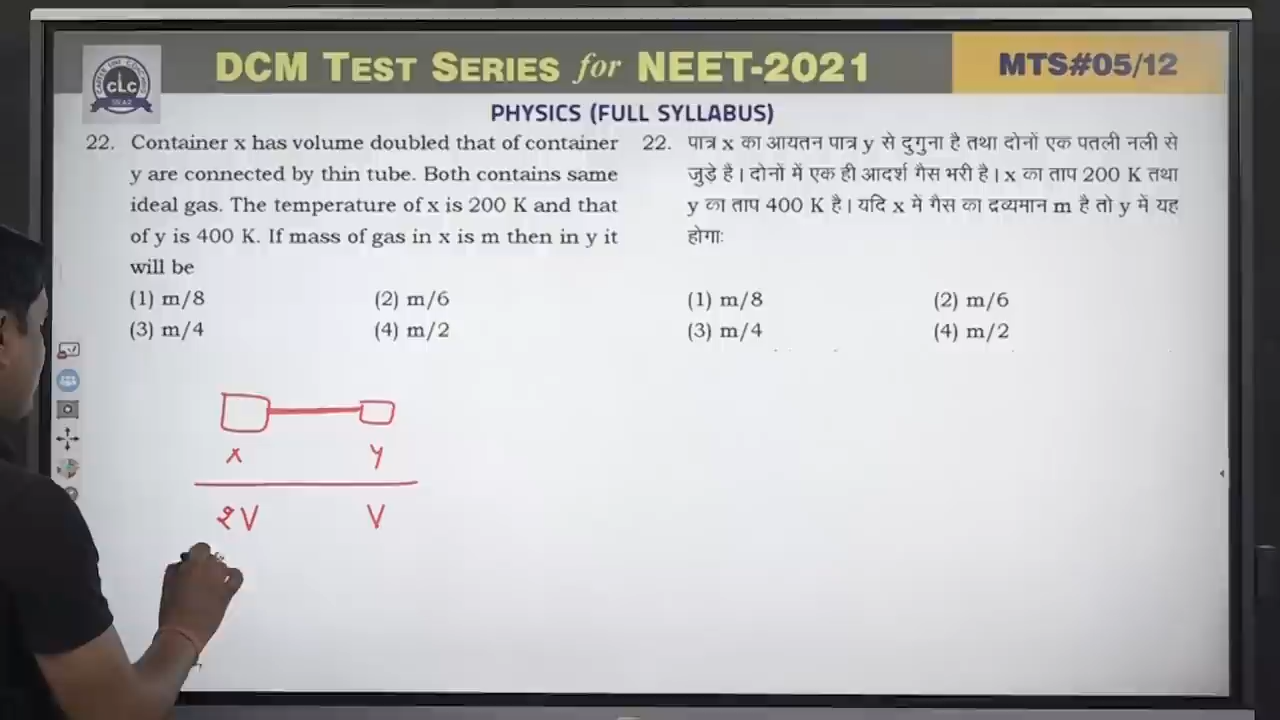 DCM TEST SERIES for NEET-2021
MTS#05/12
CLC
PHYSICS (FULL SYLLABUS)
22. Container x has volume doubled that of container
y are connected by thin tube. Both contains same
ideal gas. The temperature of x is 200 K and that
of y is 400 K. If mass of gas in x is m then in y it
will be
(1) m/8 (2) m/6
(3) m/4 (4) m/2
22. पात्र x का आयतन पात्र y से दुगुना है तथा दोनों एक पतली नली से
जुड़े है। दोनों में एक ही आदर्श गैस भरी है। x का ताप 200 K तथा
y का ताप 400 K है। यदि x में गैस का द्रव्यमान m है तो y में यह
होगाः
(1) m/8 (2) m/6
(3) m/4 (4) m/2
x y
2V V